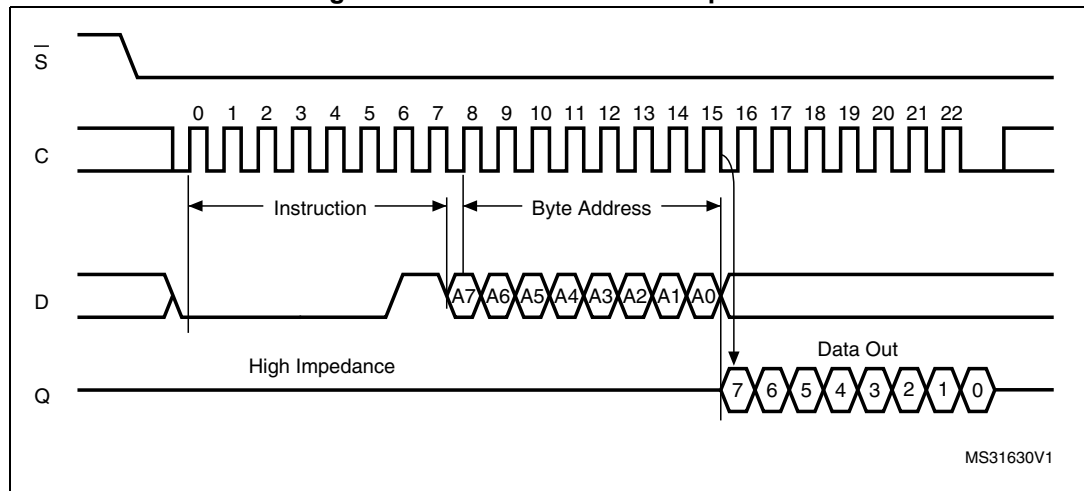 S
0 1 2 3 4 5 6 7 8 9 10 11 12 13 14 15 16 17 18 19 20 21 22
C
Instruction
Byte Address
D
A7 A6 A5 A4 A3 A2 A1 A0
High Impedance
Data Out
Q
7 6 5 4 3 2 1 0
MS31630V1